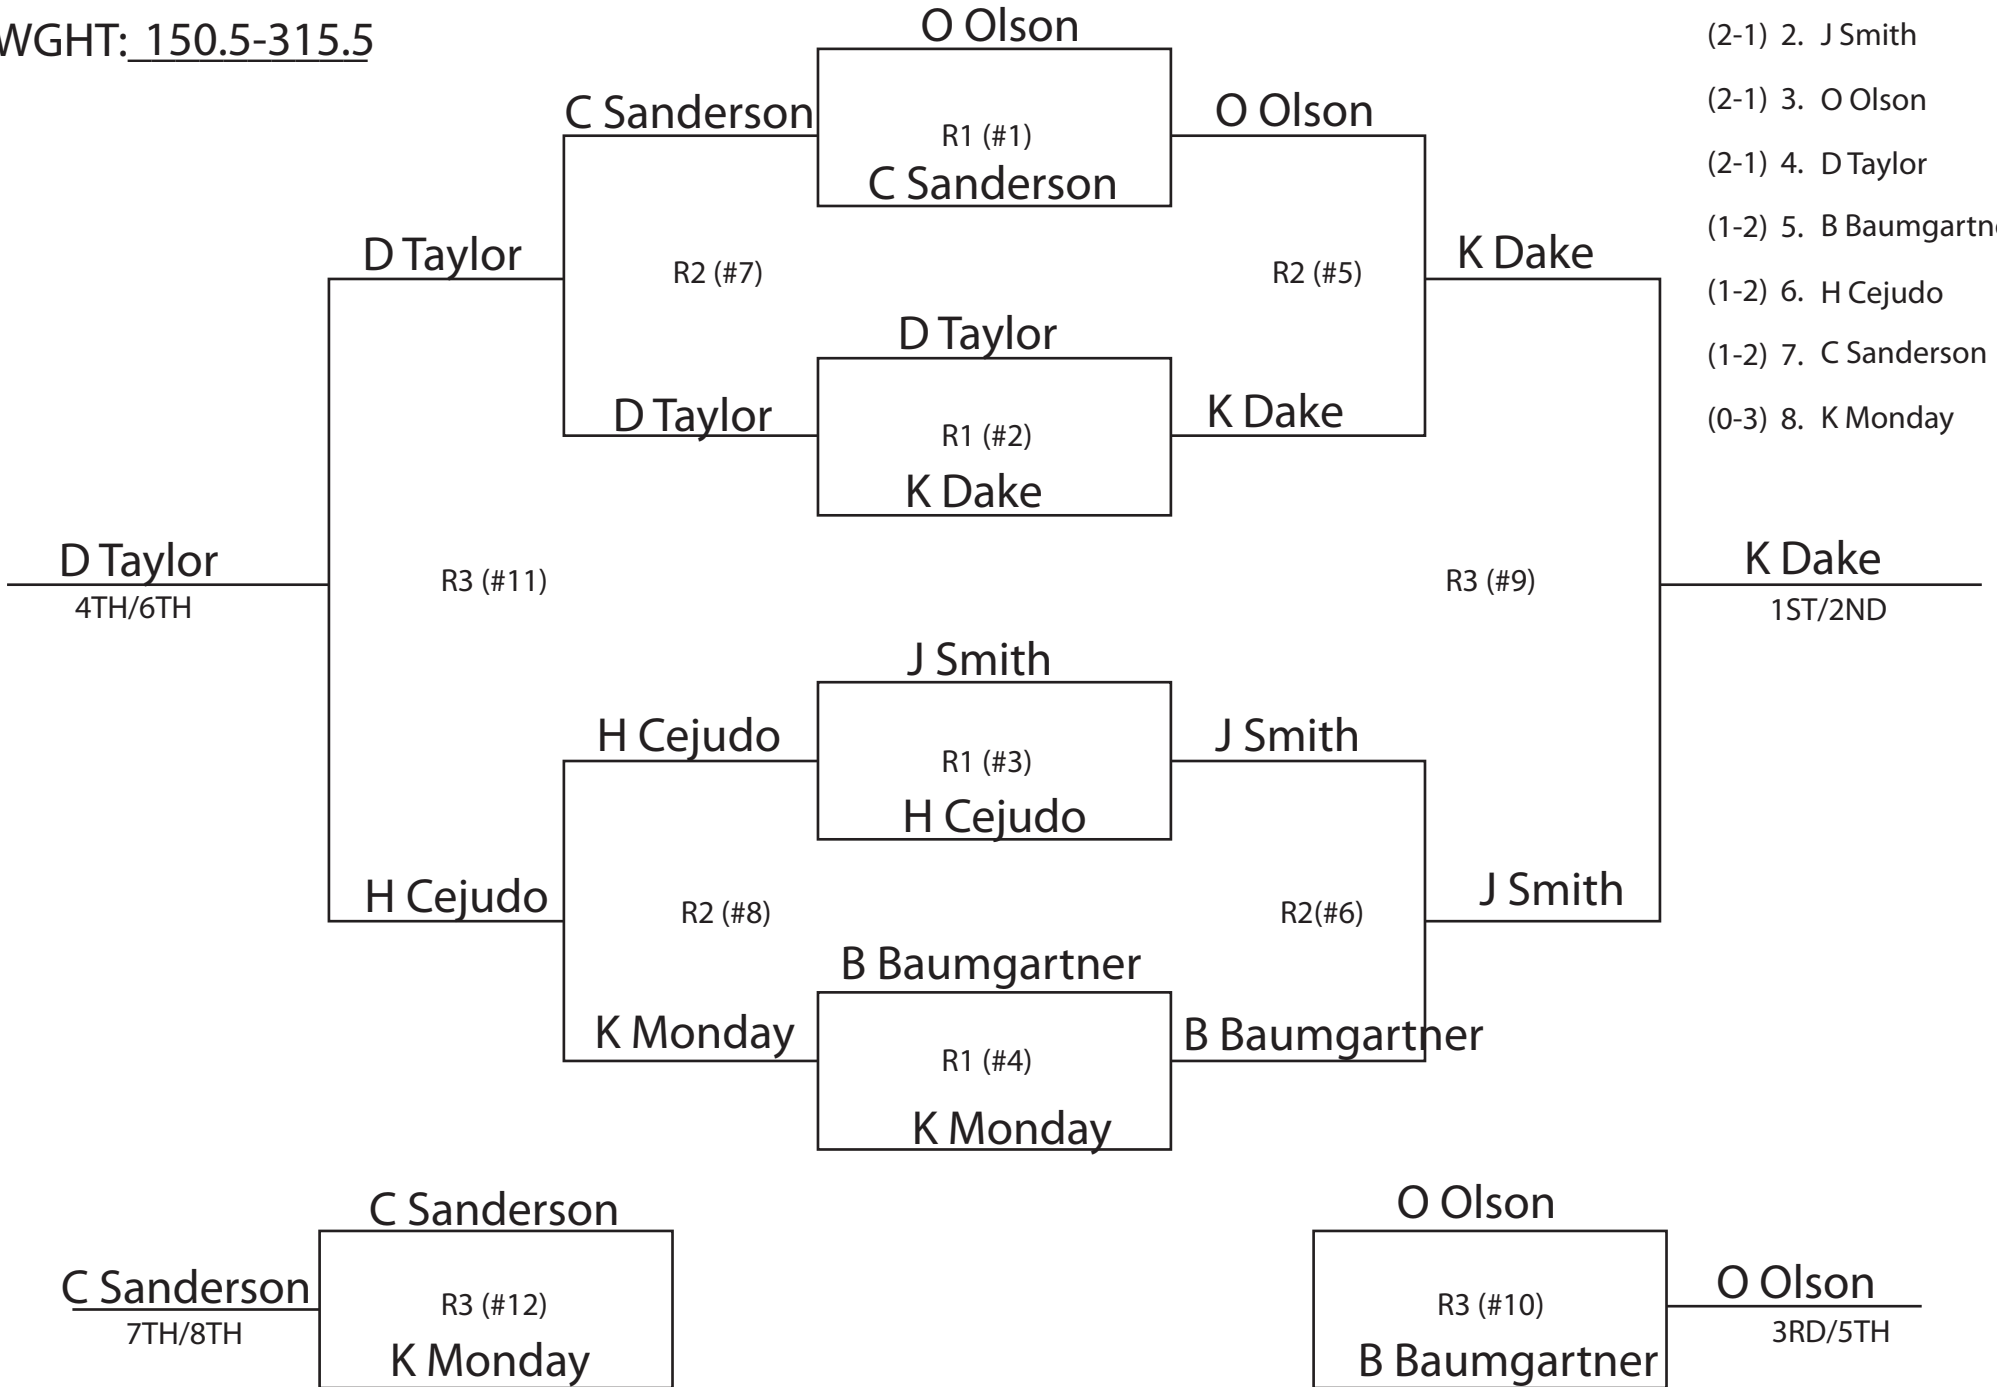 WGHT: 150.5-315.5
O Olson
(2-1) 2. J Smith
C Sanderson
O Olson
(2-1) 3. O Olson
R1 (#1)
C Sanderson
(2-1) 4. D Taylor
D Taylor
R2 (#7)
R2 (#5)
K Dake
(1-2) 5. B Baumgartn
(1-2) 6. H Cejudo
D Taylor
(1-2) 7. C Sanderson
D Taylor
R1 (#2)
K Dake
(0-3) 8. K Monday
K Dake
D Taylor
4TH/6TH
R3 (#11)
R3 (#9)
K Dake
1ST/2ND
J Smith
H Cejudo
R1 (#3)
J Smith
H Cejudo
H Cejudo
R2 (#8)
R2(#6)
J Smith
B Baumgartner
K Monday
R1 (#4)
B Baumgartner
K Monday
C Sanderson
O Olson
C Sanderson
7TH/8TH
R3 (#12)
K Monday
R3 (#10)
B Baumgartner
O Olson
3RD/5TH